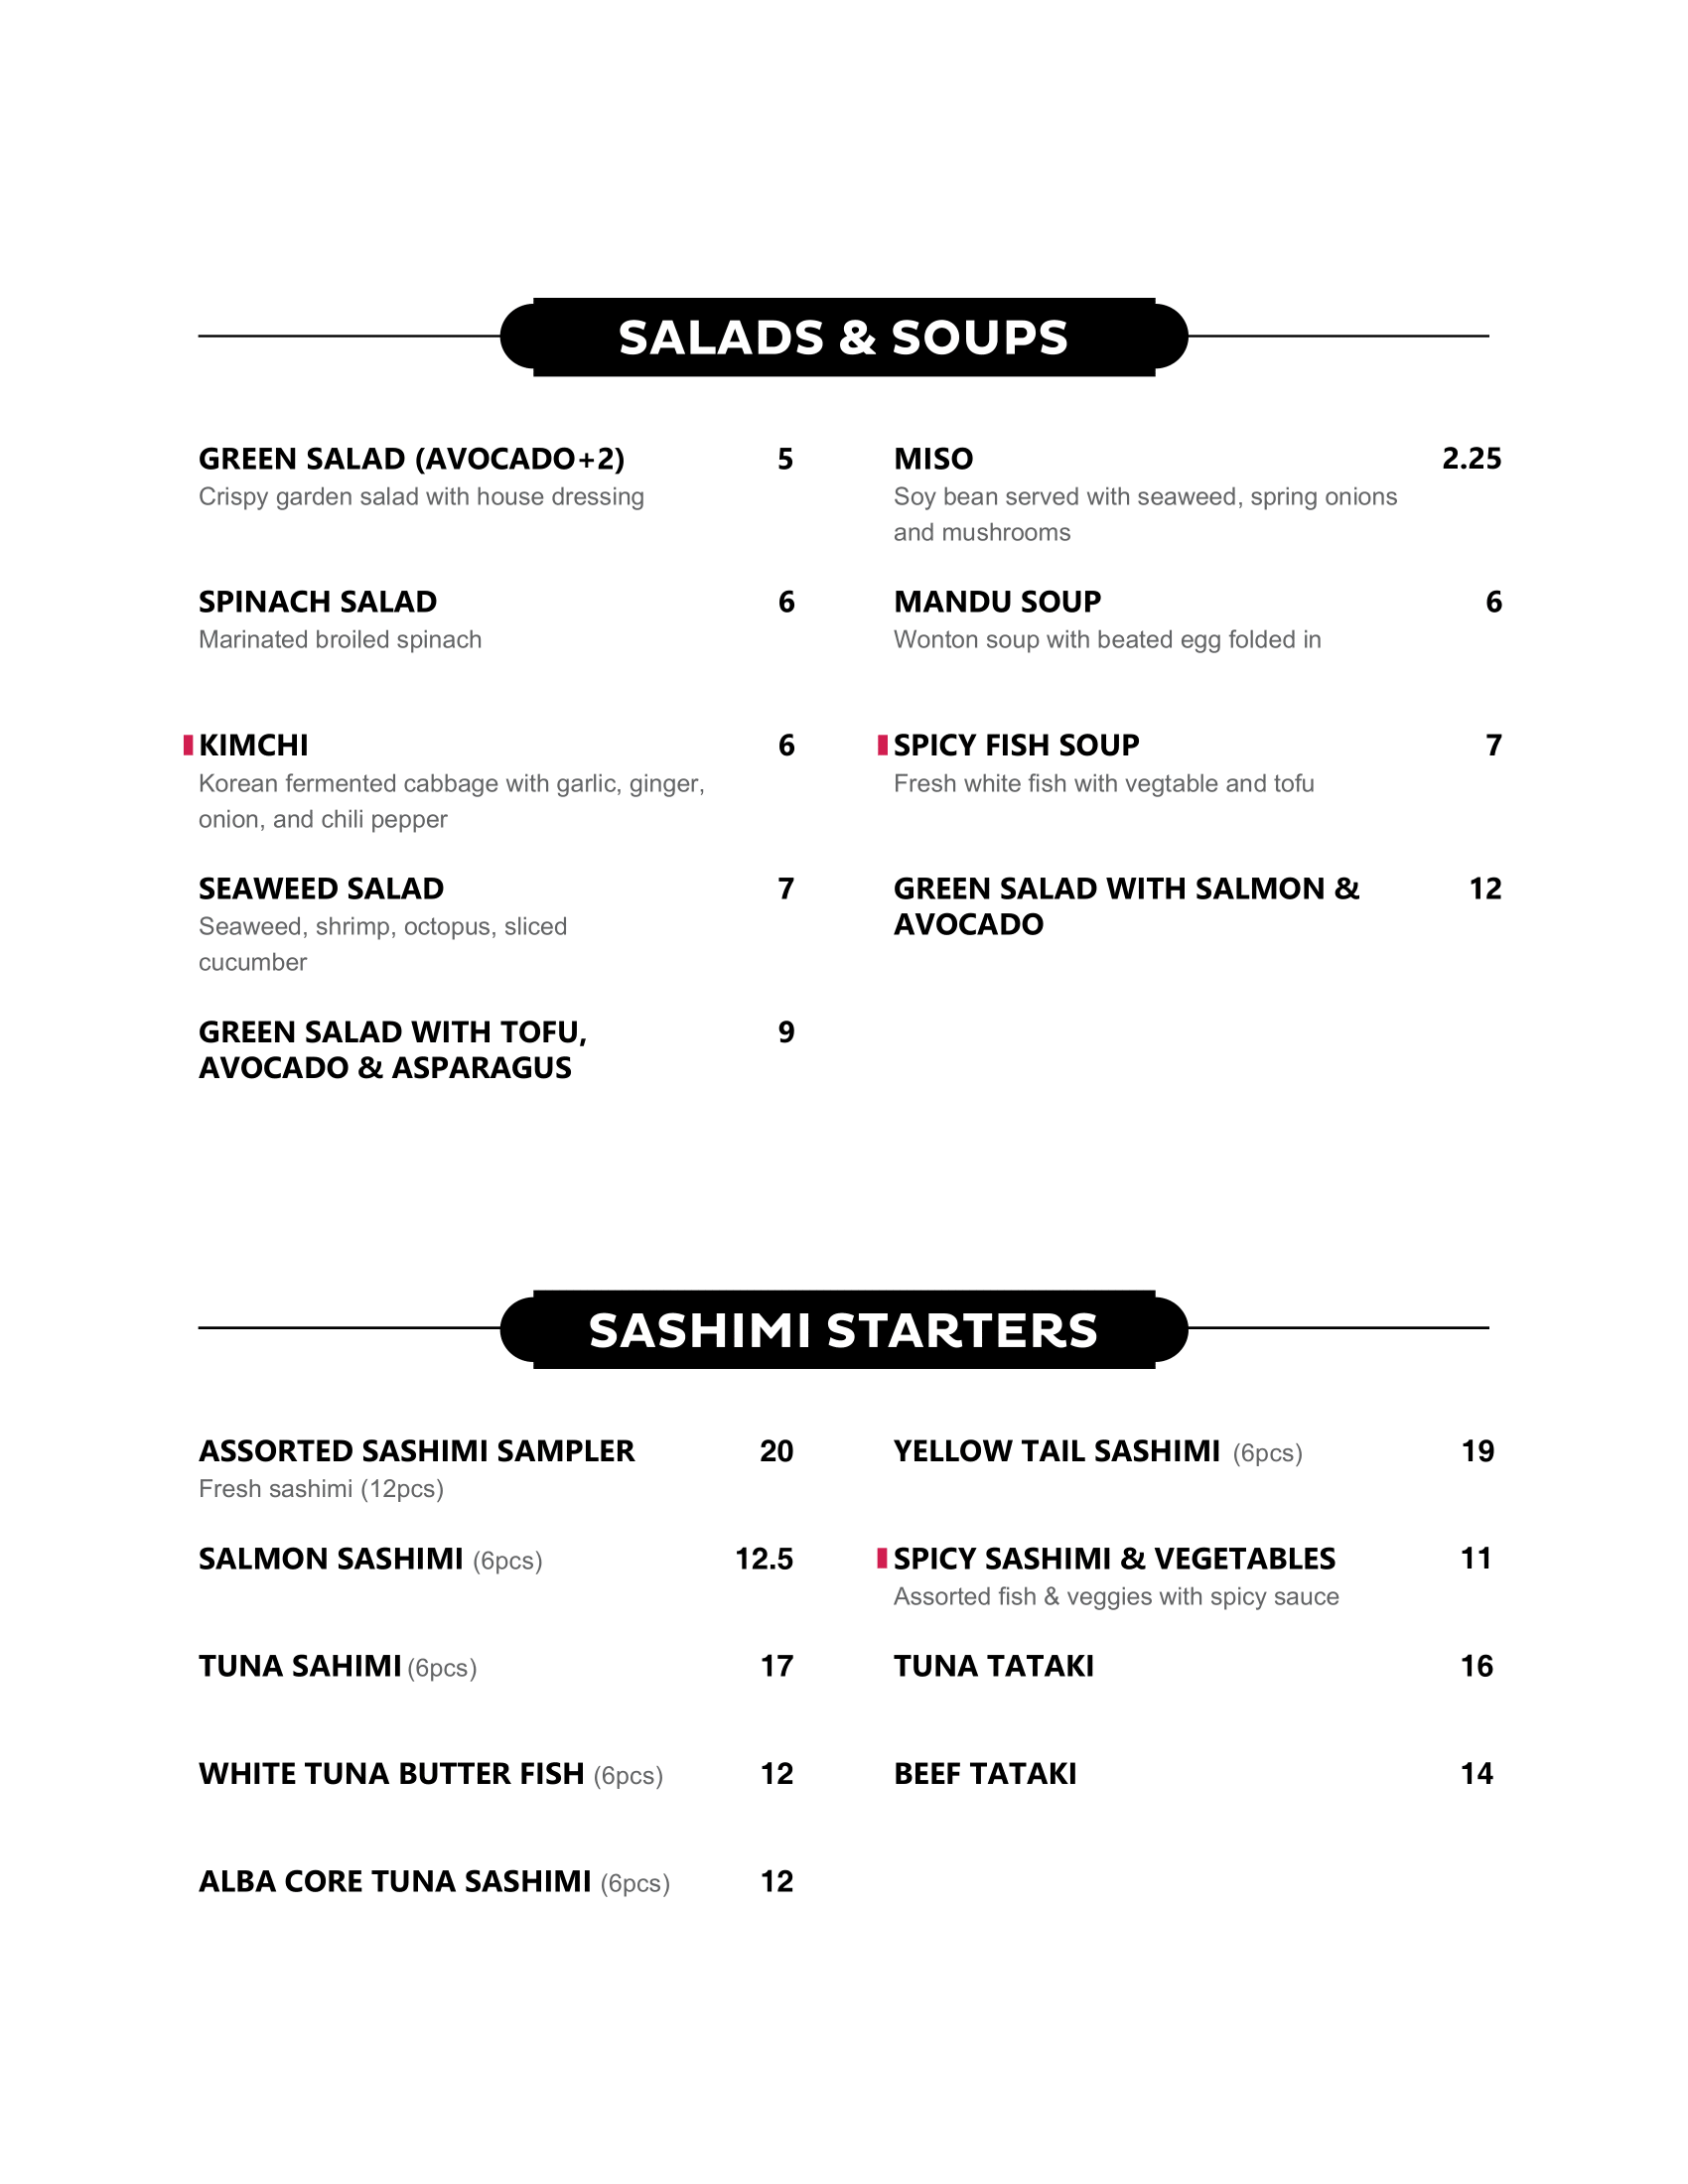 SALADS & SOUPS
GREEN SALAD (AVOCADO+2) 5
Crispy garden salad with house dressing
SPINACH SALAD 6
Marinated broiled spinach
KIMCHI 6
Korean fermented cabbage with garlic, ginger,
onion, and chili pepper
SEAWEED SALAD 7
Seaweed, shrimp, octopus, sliced
cucumber
GREEN SALAD WITH TOFU, 9
AVOCADO & ASPARAGUS
MISO 2.25
Soy bean served with seaweed, spring onions
and mushrooms
MANDU SOUP 6
Wonton soup with beated egg folded in
SPICY FISH SOUP 7
Fresh white fish with vegtable and tofu
GREEN SALAD WITH SALMON & 12
AVOCADO
SASHIMI STARTERS
ASSORTED SASHIMI SAMPLER 20
Fresh sashimi (12pcs)
SALMON SASHIMI (6pcs) 12.5
TUNA SAHIMI (6pcs) 17
WHITE TUNA BUTTER FISH (6pcs) 12
ALBA CORE TUNA SASHIMI (6pcs) 12
YELLOW TAIL SASHIMI (6pcs) 19
SPICY SASHIMI & VEGETABLES 11
Assorted fish & veggies with spicy sauce
TUNA TATAKI 16
BEEF TATAKI 14